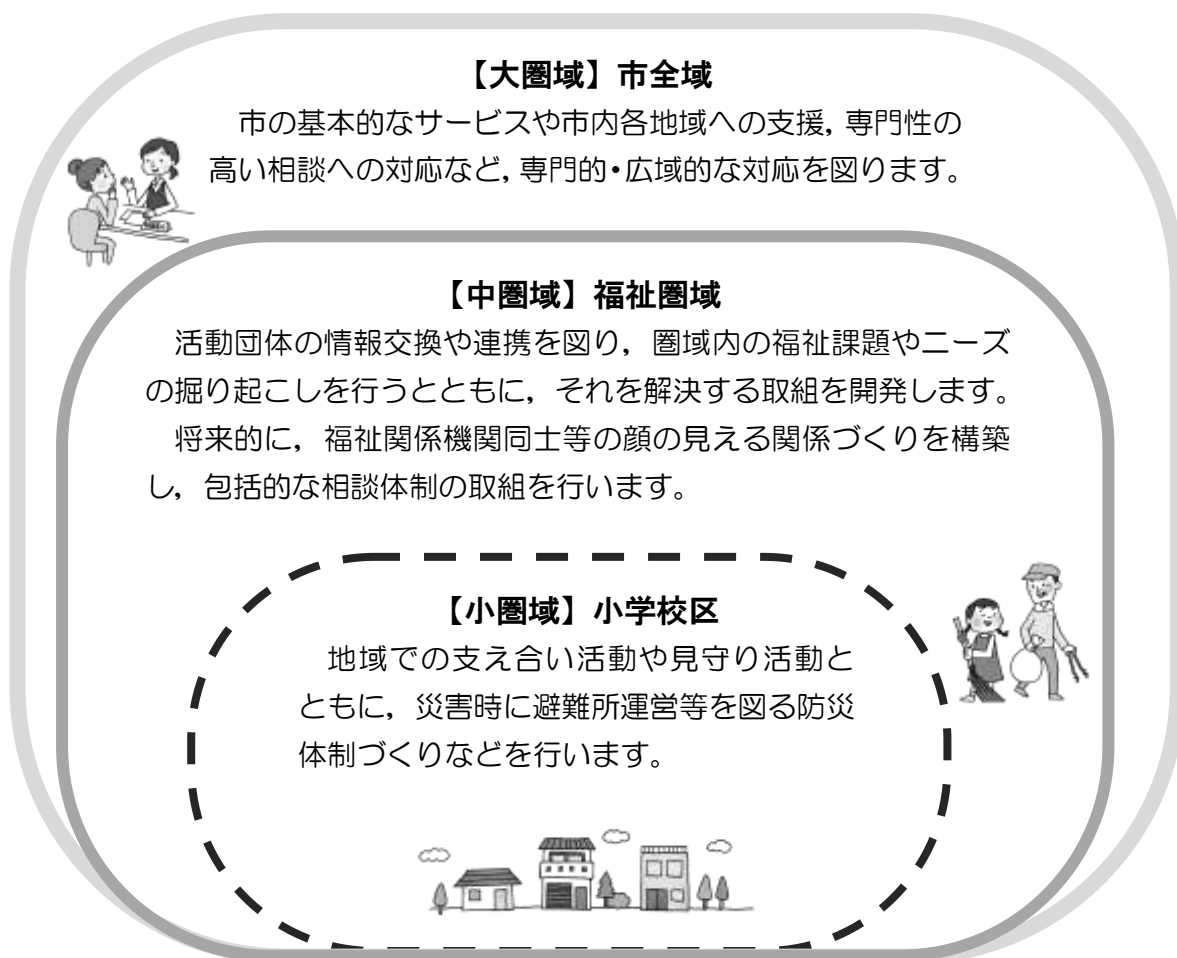 【大圏域】市全域
市の基本的なサービスや市内各地域への支援，専門性の
高い相談への対応など，専門的・広域的な対応を図ります。
【中圏域】福祉圏域
活動団体の情報交換や連携を図り，圏域内の福祉課題やニーズ
の掘り起こしを行うとともに，それを解決する取組を開発します。
将来的に，福祉関係機関同士等の顔の見える関係づくりを構築
し，包括的な相談体制の取組を行います。
【小圏域】小学校区
地域での支え合い活動や見守り活動と
ともに，災害時に避難所運営等を図る防災
体制づくりなどを行います。